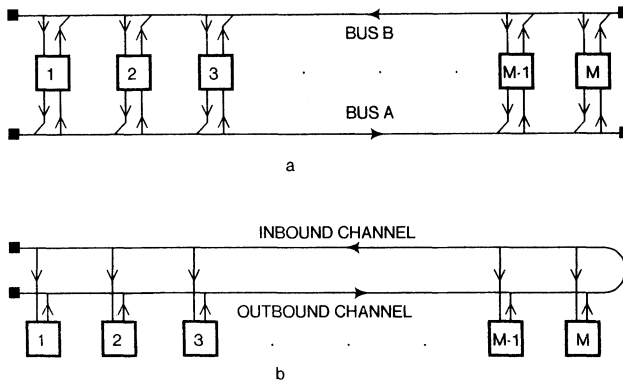 BUS B
1 2 3 . . . M-1 M
BUS A
a
INBOUND CHANNEL
OUTBOUND CHANNEL
1 2 3 . . . M-1 M
b